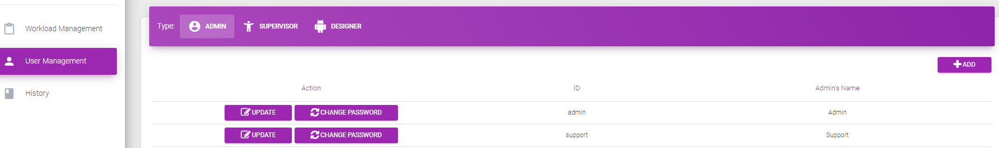 Workload Management
User Management
History
Type: ADMIN SUPERVISOR DESIGNER
ADD
Action ID Admin's Name
UPDATE CHANGE PASSWORD admin Admin
UPDATE CHANGE PASSWORD support Support